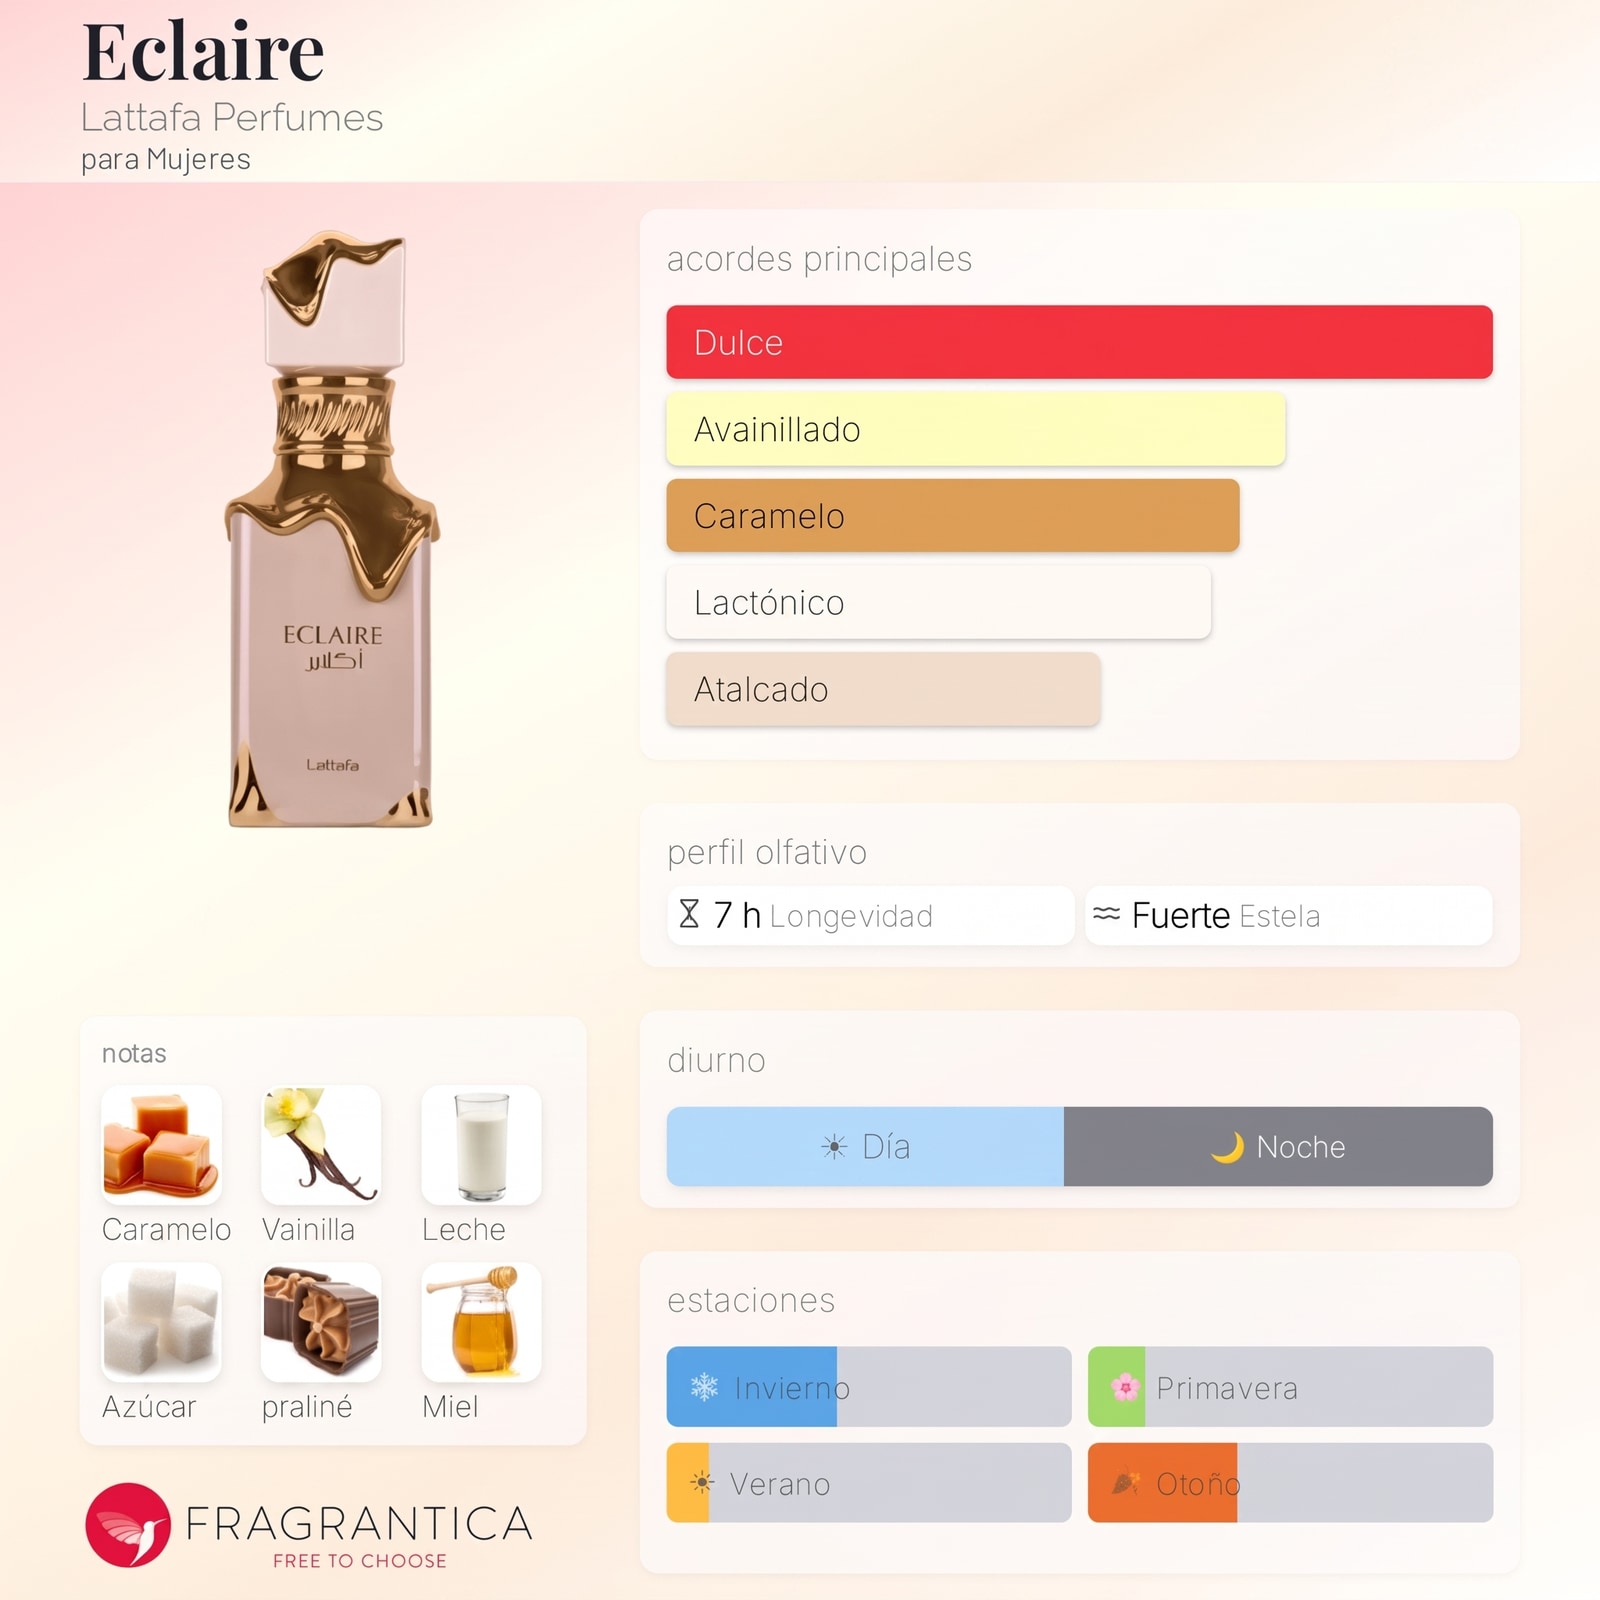 Eclaire
Lattafa Perfumes
para Mujeres
ECLAIRE
أكلاير
Lattafa
acordes principales
Dulce
Avainillado
Caramelo
Lactónico
Atalcado
perfil olfativo
7 h Longevidad
Fuerte Estela
diurno
Día
Noche
estaciones
Invierno
Primavera
Verano
Otoño
notas
Caramelo
Vainilla
Leche
Azúcar
praliné
Miel
FRAGRANTICA
FREE TO CHOOSE